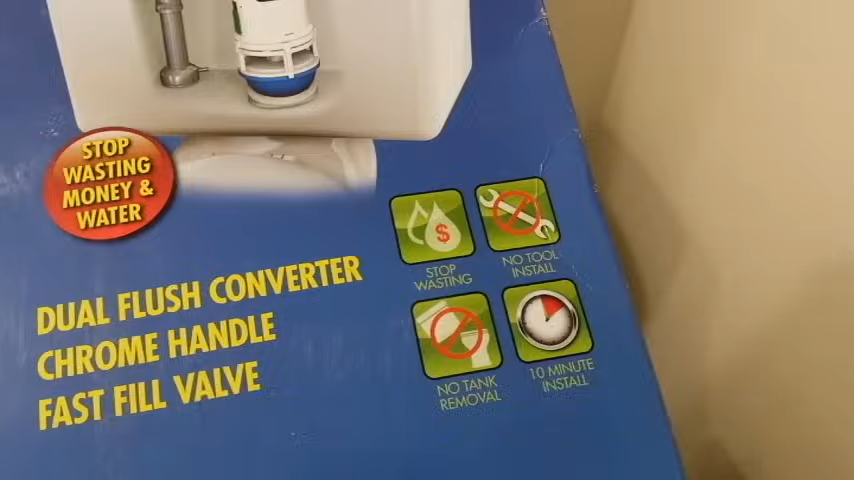 STOP
WASTING
MONEY &
WATER
DUAL FLUSH CONVERTER
CHROME HANDLE
FAST FILL VALVE
$
STOP
WASTING
NO TOOL
INSTALL
NO TANK
REMOVAL
10 MINUTE
INSTALL